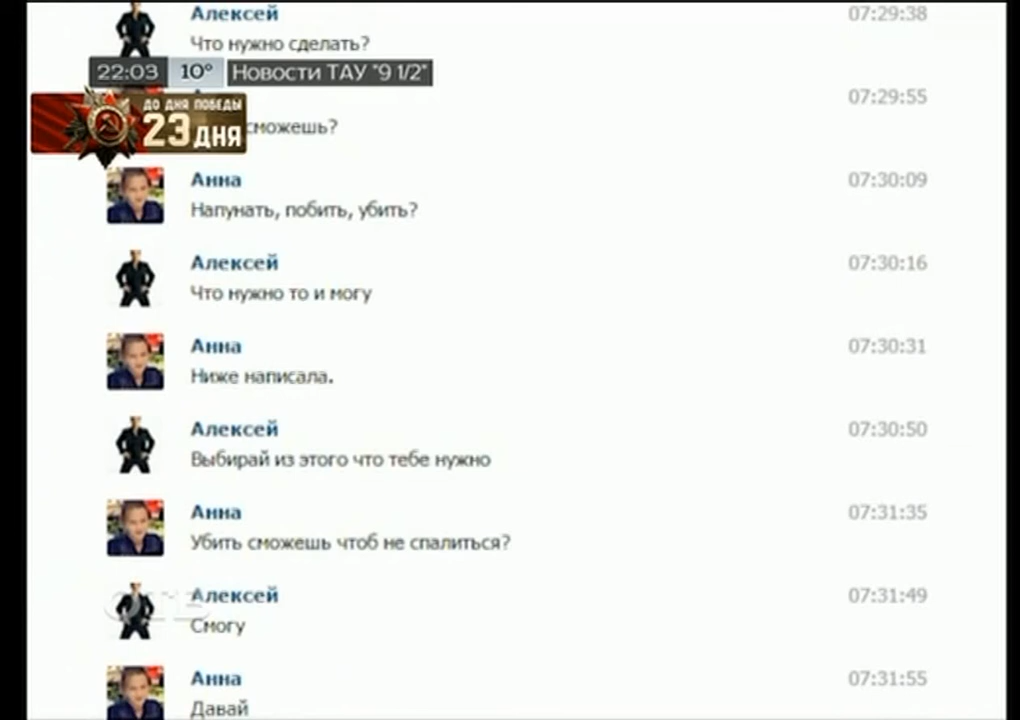 Алексей 07:29:38
Что нужно сделать?
22:03 10° Новости ТАУ "9 1/2"
07:29:55
ДО ДНЯ ПОБЕДЫ
23 ДНЯ
сможешь?
Анна 07:30:09
Напунать, побить, убить?
Алексей 07:30:16
Что нужно то и могу
Анна 07:30:31
Ниже написала.
Алексей 07:30:50
Выбирай из этого что тебе нужно
Анна 07:31:35
Убить сможешь чтоб не спалиться?
Алексей 07:31:49
ОТВ
Смогу
Анна 07:31:55
Давай